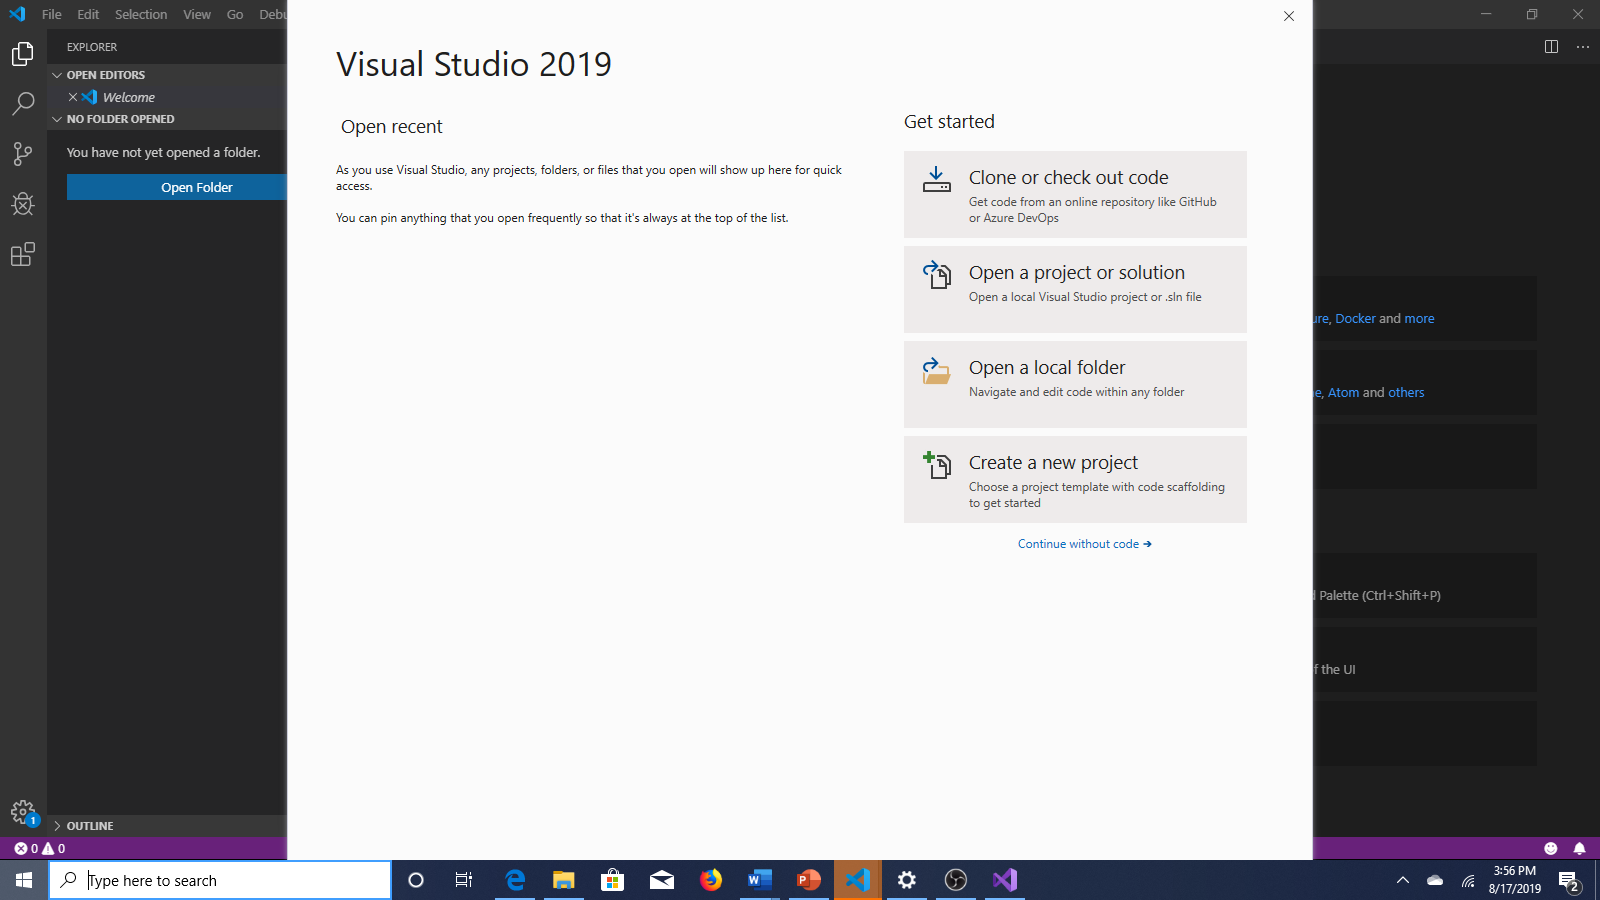 File Edit Selection View Go Debu
EXPLORER
OPEN EDITORS
Welcome
NO FOLDER OPENED
You have not yet opened a folder.
Open Folder
OUTLINE
0 0
Visual Studio 2019
Open recent
As you use Visual Studio, any projects, folders, or files that you open will show up here for quick
access.
You can pin anything that you open frequently so that it's always at the top of the list.
Get started
Clone or check out code
Get code from an online repository like GitHub
or Azure DevOps
Open a project or solution
Open a local Visual Studio project or .sln file
Open a local folder
Navigate and edit code within any folder
Create a new project
Choose a project template with code scaffolding
to get started
Continue without code ➔
ure, Docker and more
e, Atom and others
Palette (Ctrl+Shift+P)
f the UI
1
Type here to search
3:56 PM
8/17/2019
2